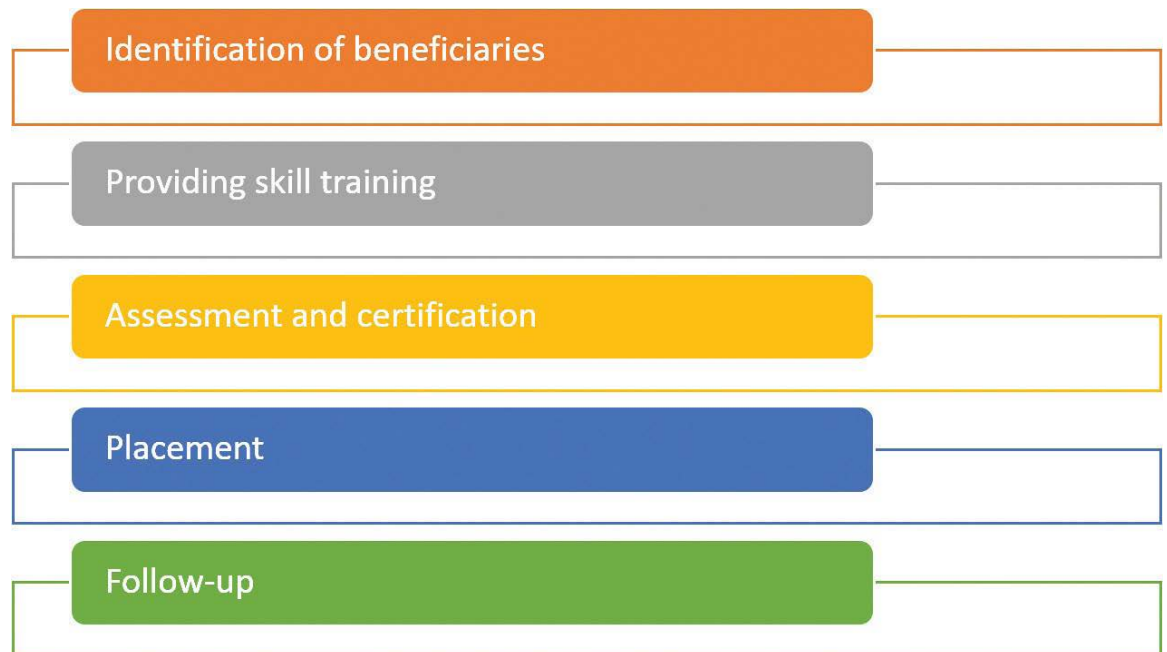 Identification of beneficiaries
Providing skill training
Assessment and certification
Placement
Follow-up